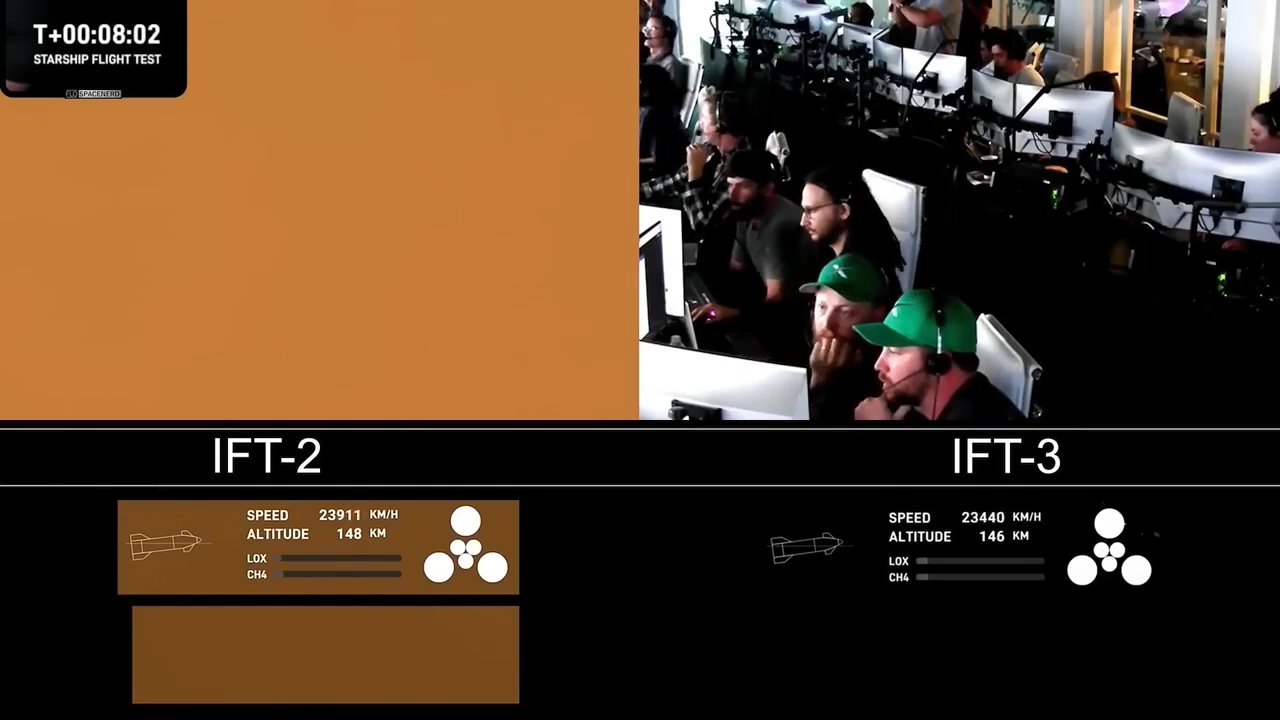 T+00:08:02
STARSHIP FLIGHT TEST
SPACENERD
IFT-2
IFT-3
SPEED 23911 KM/H
ALTITUDE 148 KM
LOX
CH4
SPEED 23440 KM/H
ALTITUDE 146 KM
LOX
CH4